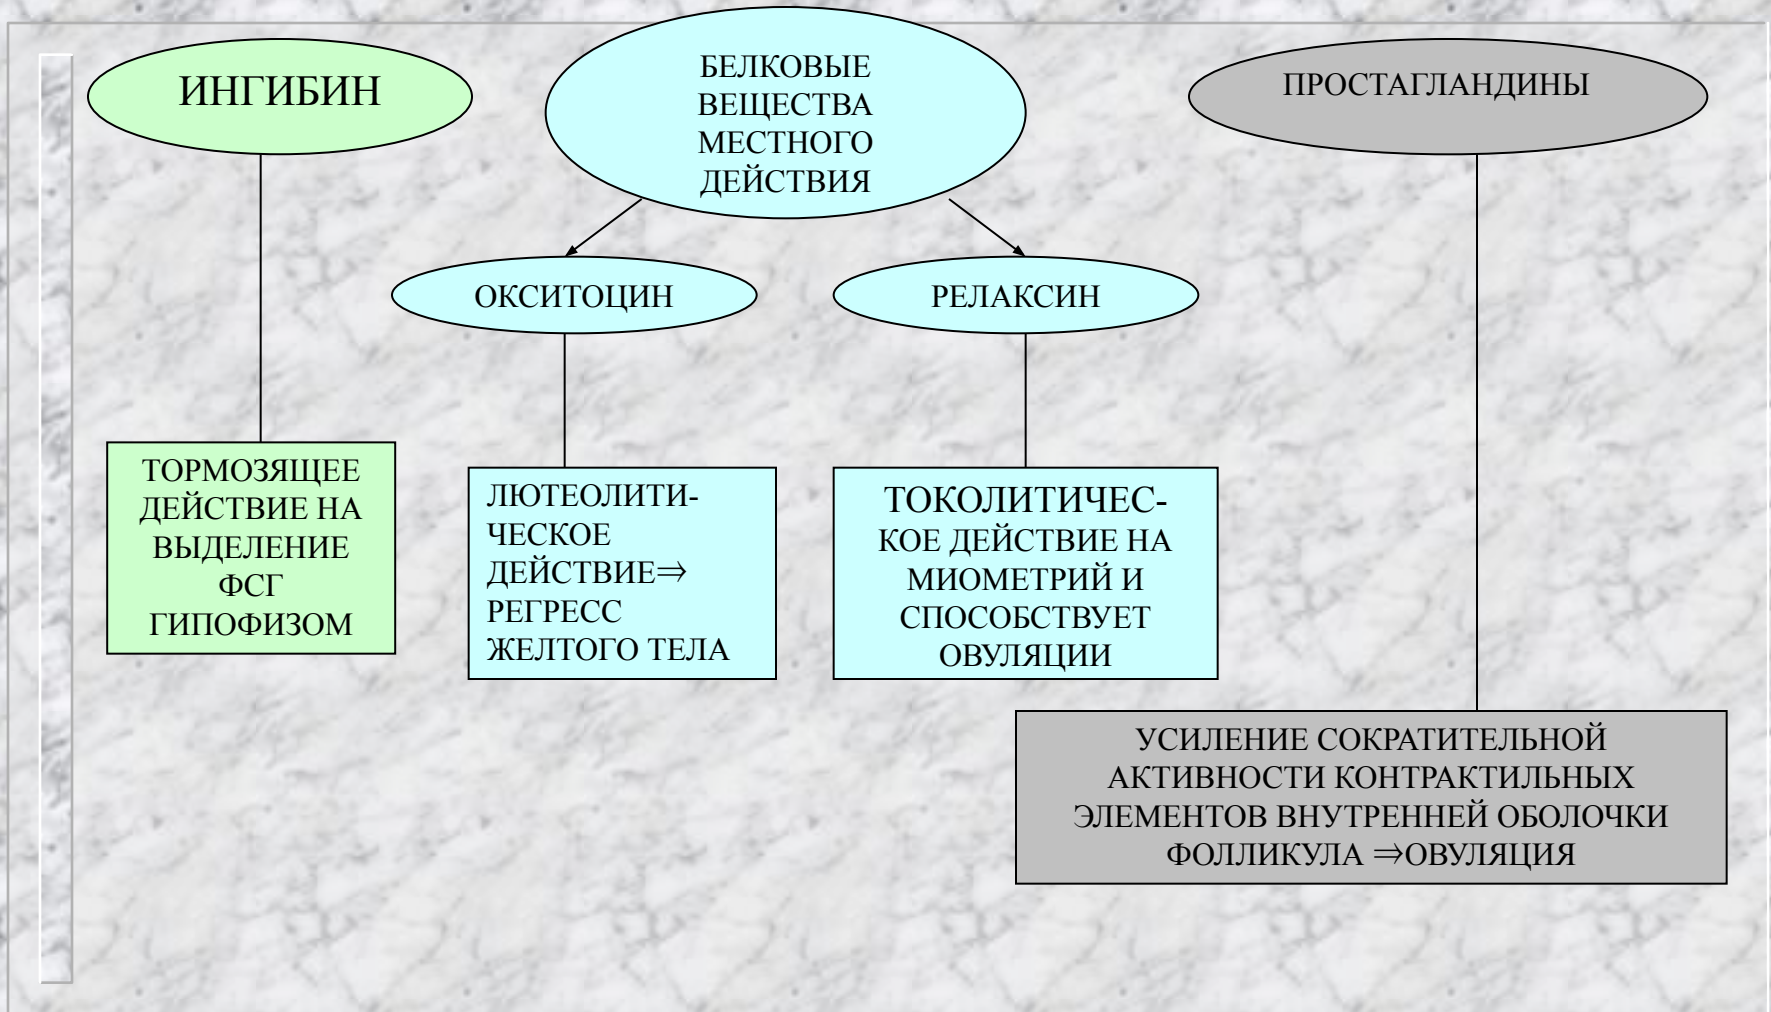 ИНГИБИН
БЕЛКОВЫЕ
ВЕЩЕСТВА
МЕСТНОГО
ДЕЙСТВИЯ
ПРОСТАГЛАНДИНЫ
ОКСИТОЦИН
РЕЛАКСИН
ТОРМОЗЯЩЕЕ
ДЕЙСТВИЕ НА
ВЫДЕЛЕНИЕ
ФСГ
ГИПОФИЗОМ
ЛЮТЕОЛИТИ-
ЧЕСКОЕ
ДЕЙСТВИЕ⇒
РЕГРЕСС
ЖЕЛТОГО ТЕЛА
ТОКОЛИТИЧЕС-
КОЕ ДЕЙСТВИЕ НА
МИОМЕТРИЙ И
СПОСОБСТВУЕТ
ОВУЛЯЦИИ
УСИЛЕНИЕ СОКРАТИТЕЛЬНОЙ
АКТИВНОСТИ КОНТРАКТИЛЬНЫХ
ЭЛЕМЕНТОВ ВНУТРЕННЕЙ ОБОЛОЧКИ
ФОЛЛИКУЛА ⇒ОВУЛЯЦИЯ